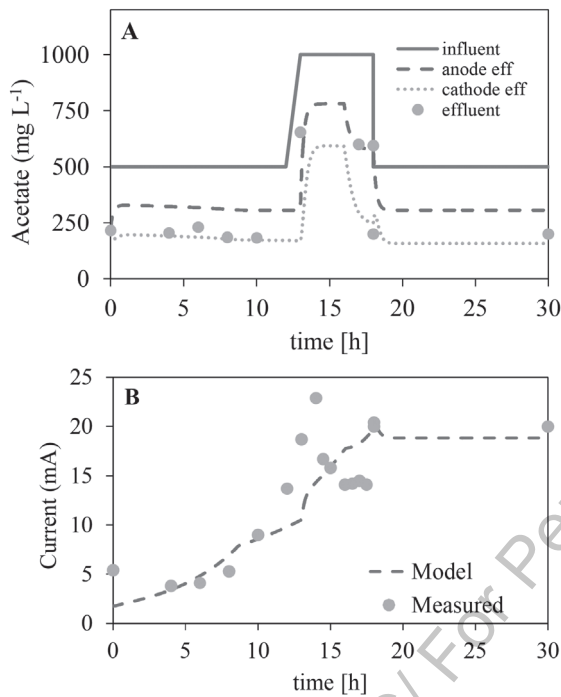 A
1000
750
500
250
0
Acetate (mg L-1)
influent
anode eff
cathode eff
effluent
0 5 10 15 20 25 30
time [h]
B
25
20
15
10
5
0
Current (mA)
Model
Measured
0 5 10 15 20 25 30
time [h]
/ For Pe